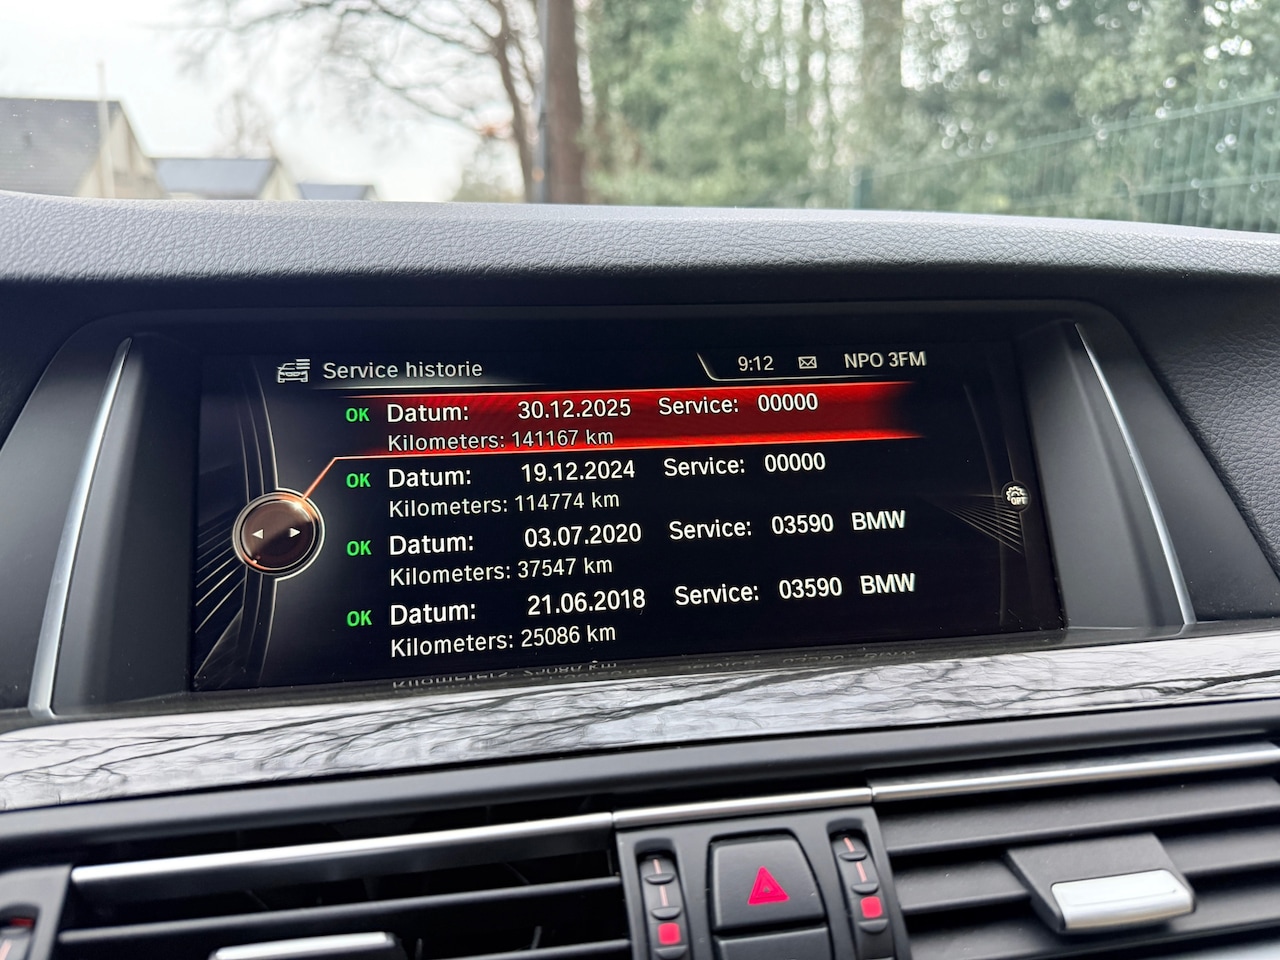 Service historie
9:12 NPO 3FM
OK Datum: 30.12.2025 Service: 00000
Kilometers: 141167 km
OK Datum: 19.12.2024 Service: 00000
Kilometers: 114774 km
OK Datum: 03.07.2020 Service: 03590 BMW
Kilometers: 37547 km
OK Datum: 21.06.2018 Service: 03590 BMW
Kilometers: 25086 km
OPT